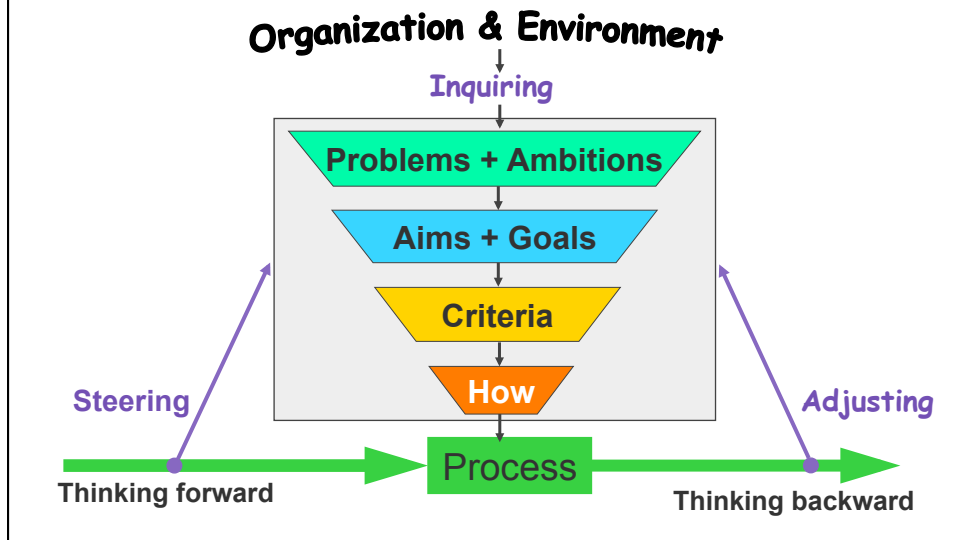 Organization & Environment
Inquiring
Problems + Ambitions
Aims + Goals
Criteria
How
Steering
Adjusting
Process
Thinking forward
Thinking backward